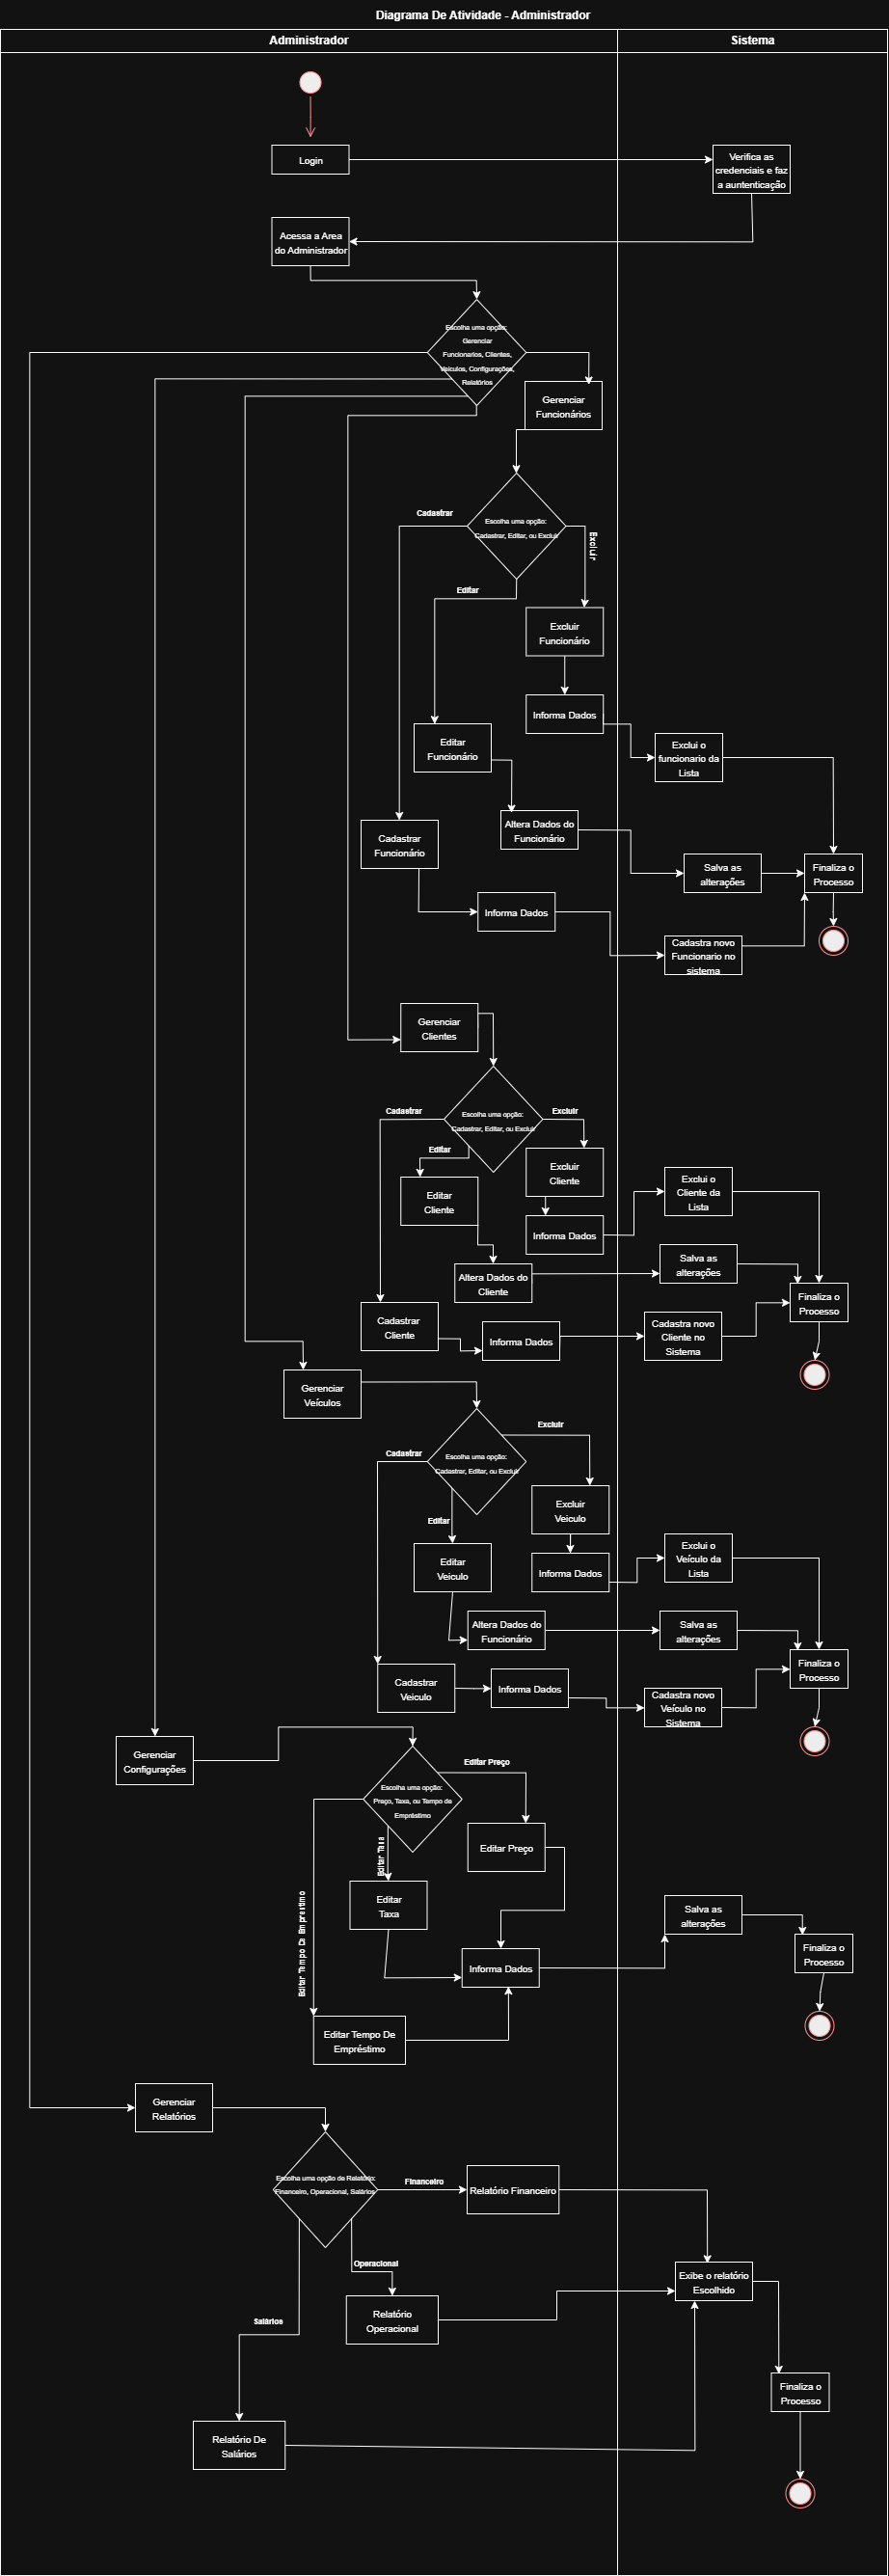 Diagrama De Atividade - Administrador
Administrador
Sistema
Login
Verifica as
credenciais e faz
a auntenticação
Acessa a Area
do Administrador
Escolha uma opção:
Gerenciar
Funcionarios, Clientes,
Veiculos, Configurações,
Relatórios
Gerenciar
Funcionários
Cadastrar
Escolha uma opção:
Cadastrar, Editar, ou Excluir
Excluir
Editar
Excluir
Funcionário
Informa Dados
Editar
Funcionário
Exclui o
funcionario da
Lista
Altera Dados do
Funcionário
Cadastrar
Funcionário
Salva as
alterações
Finaliza o
Processo
Informa Dados
Cadastra novo
Funcionario no
sistema
Gerenciar
Clientes
Cadastrar
Escolha uma opção:
Cadastrar, Editar, ou Excluir
Excluir
Editar
Excluir
Cliente
Editar
Cliente
Exclui o
Cliente da
Lista
Informa Dados
Salva as
alterações
Altera Dados do
Cliente
Finaliza o
Processo
Cadastrar
Cliente
Informa Dados
Cadastra novo
Cliente no
Sistema
Gerenciar
Veículos
Excluir
Cadastrar
Escolha uma opção:
Cadastrar, Editar, ou Excluir
Editar
Excluir
Veiculo
Editar
Veiculo
Informa Dados
Exclui o
Veículo da
Lista
Altera Dados do
Funcionário
Salva as
alterações
Finaliza o
Processo
Cadastrar
Veiculo
Informa Dados
Cadastra novo
Veículo no
Sistema
Gerenciar
Configurações
Editar Preço
Escolha uma opção:
Preço, Taxa, ou Tempo de
Empréstimo
Editar Preço
Editar Taxa
Editar
Taxa
Editar Tempo De Emprestimo
Salva as
alterações
Informa Dados
Finaliza o
Processo
Editar Tempo De
Empréstimo
Gerenciar
Relatórios
Escolha uma opção de Relatório:
Financeiro, Operacional, Salários
Financeiro
Relatório Financeiro
Operacional
Salários
Relatório
Operacional
Exibe o relatório
Escolhido
Finaliza o
Processo
Relatório De
Salários